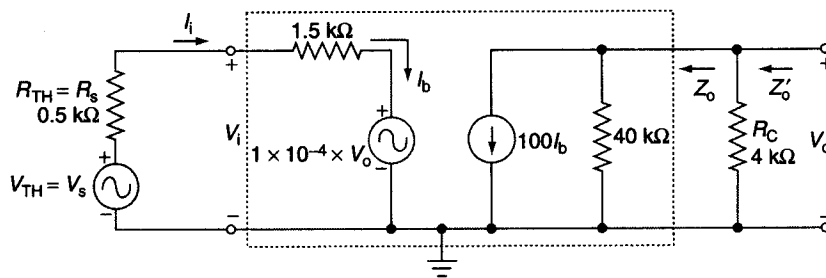 I_i
1.5 kΩ
+
I_b
R_TH = R_s
0.5 kΩ
V_i
+
1 × 10⁻⁴ × V_o
−
100I_b
40 kΩ
Z_o
Z′_o
+
R_C
4 kΩ
V_o
+
V_TH = V_s
−
−
−